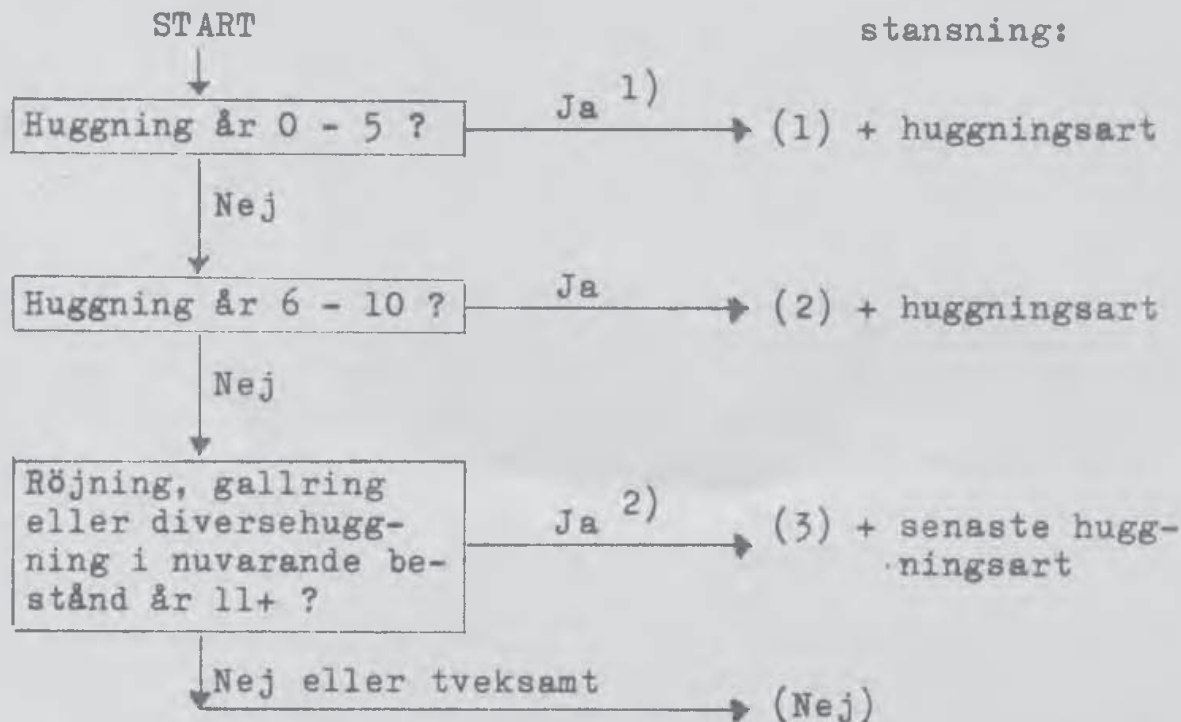 START
stansning:
Huggning år 0 - 5 ?
Ja 1)
(1) + huggningsart
Nej
Huggning år 6 - 10 ?
Ja
(2) + huggningsart
Nej
Röjning, gallring
eller diversehugg-
ning i nuvarande be-
stånd år 11+ ?
Ja 2)
(3) + senaste hugg-
ningsart
Nej eller tveksamt
(Nej)